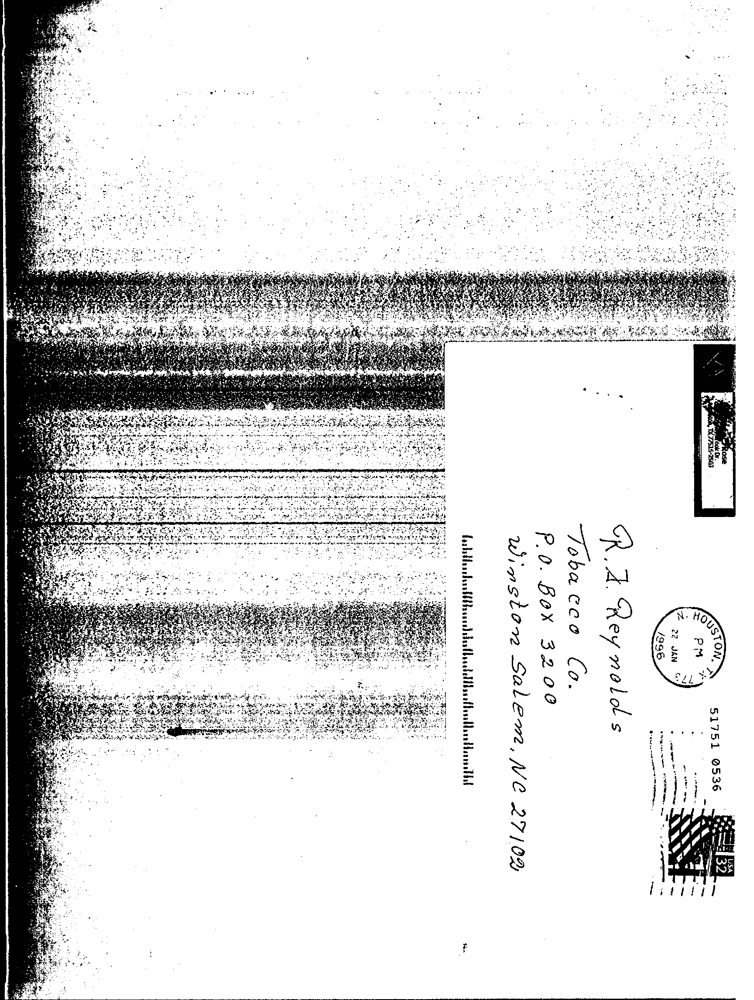 N. HOUSTON, TX 773
PM
22 JAN
1996
51751 0536
USA
32
R. J. Reynolds
Tobacco Co.
P.O. Box 3200
Winston Salem, NC 27102